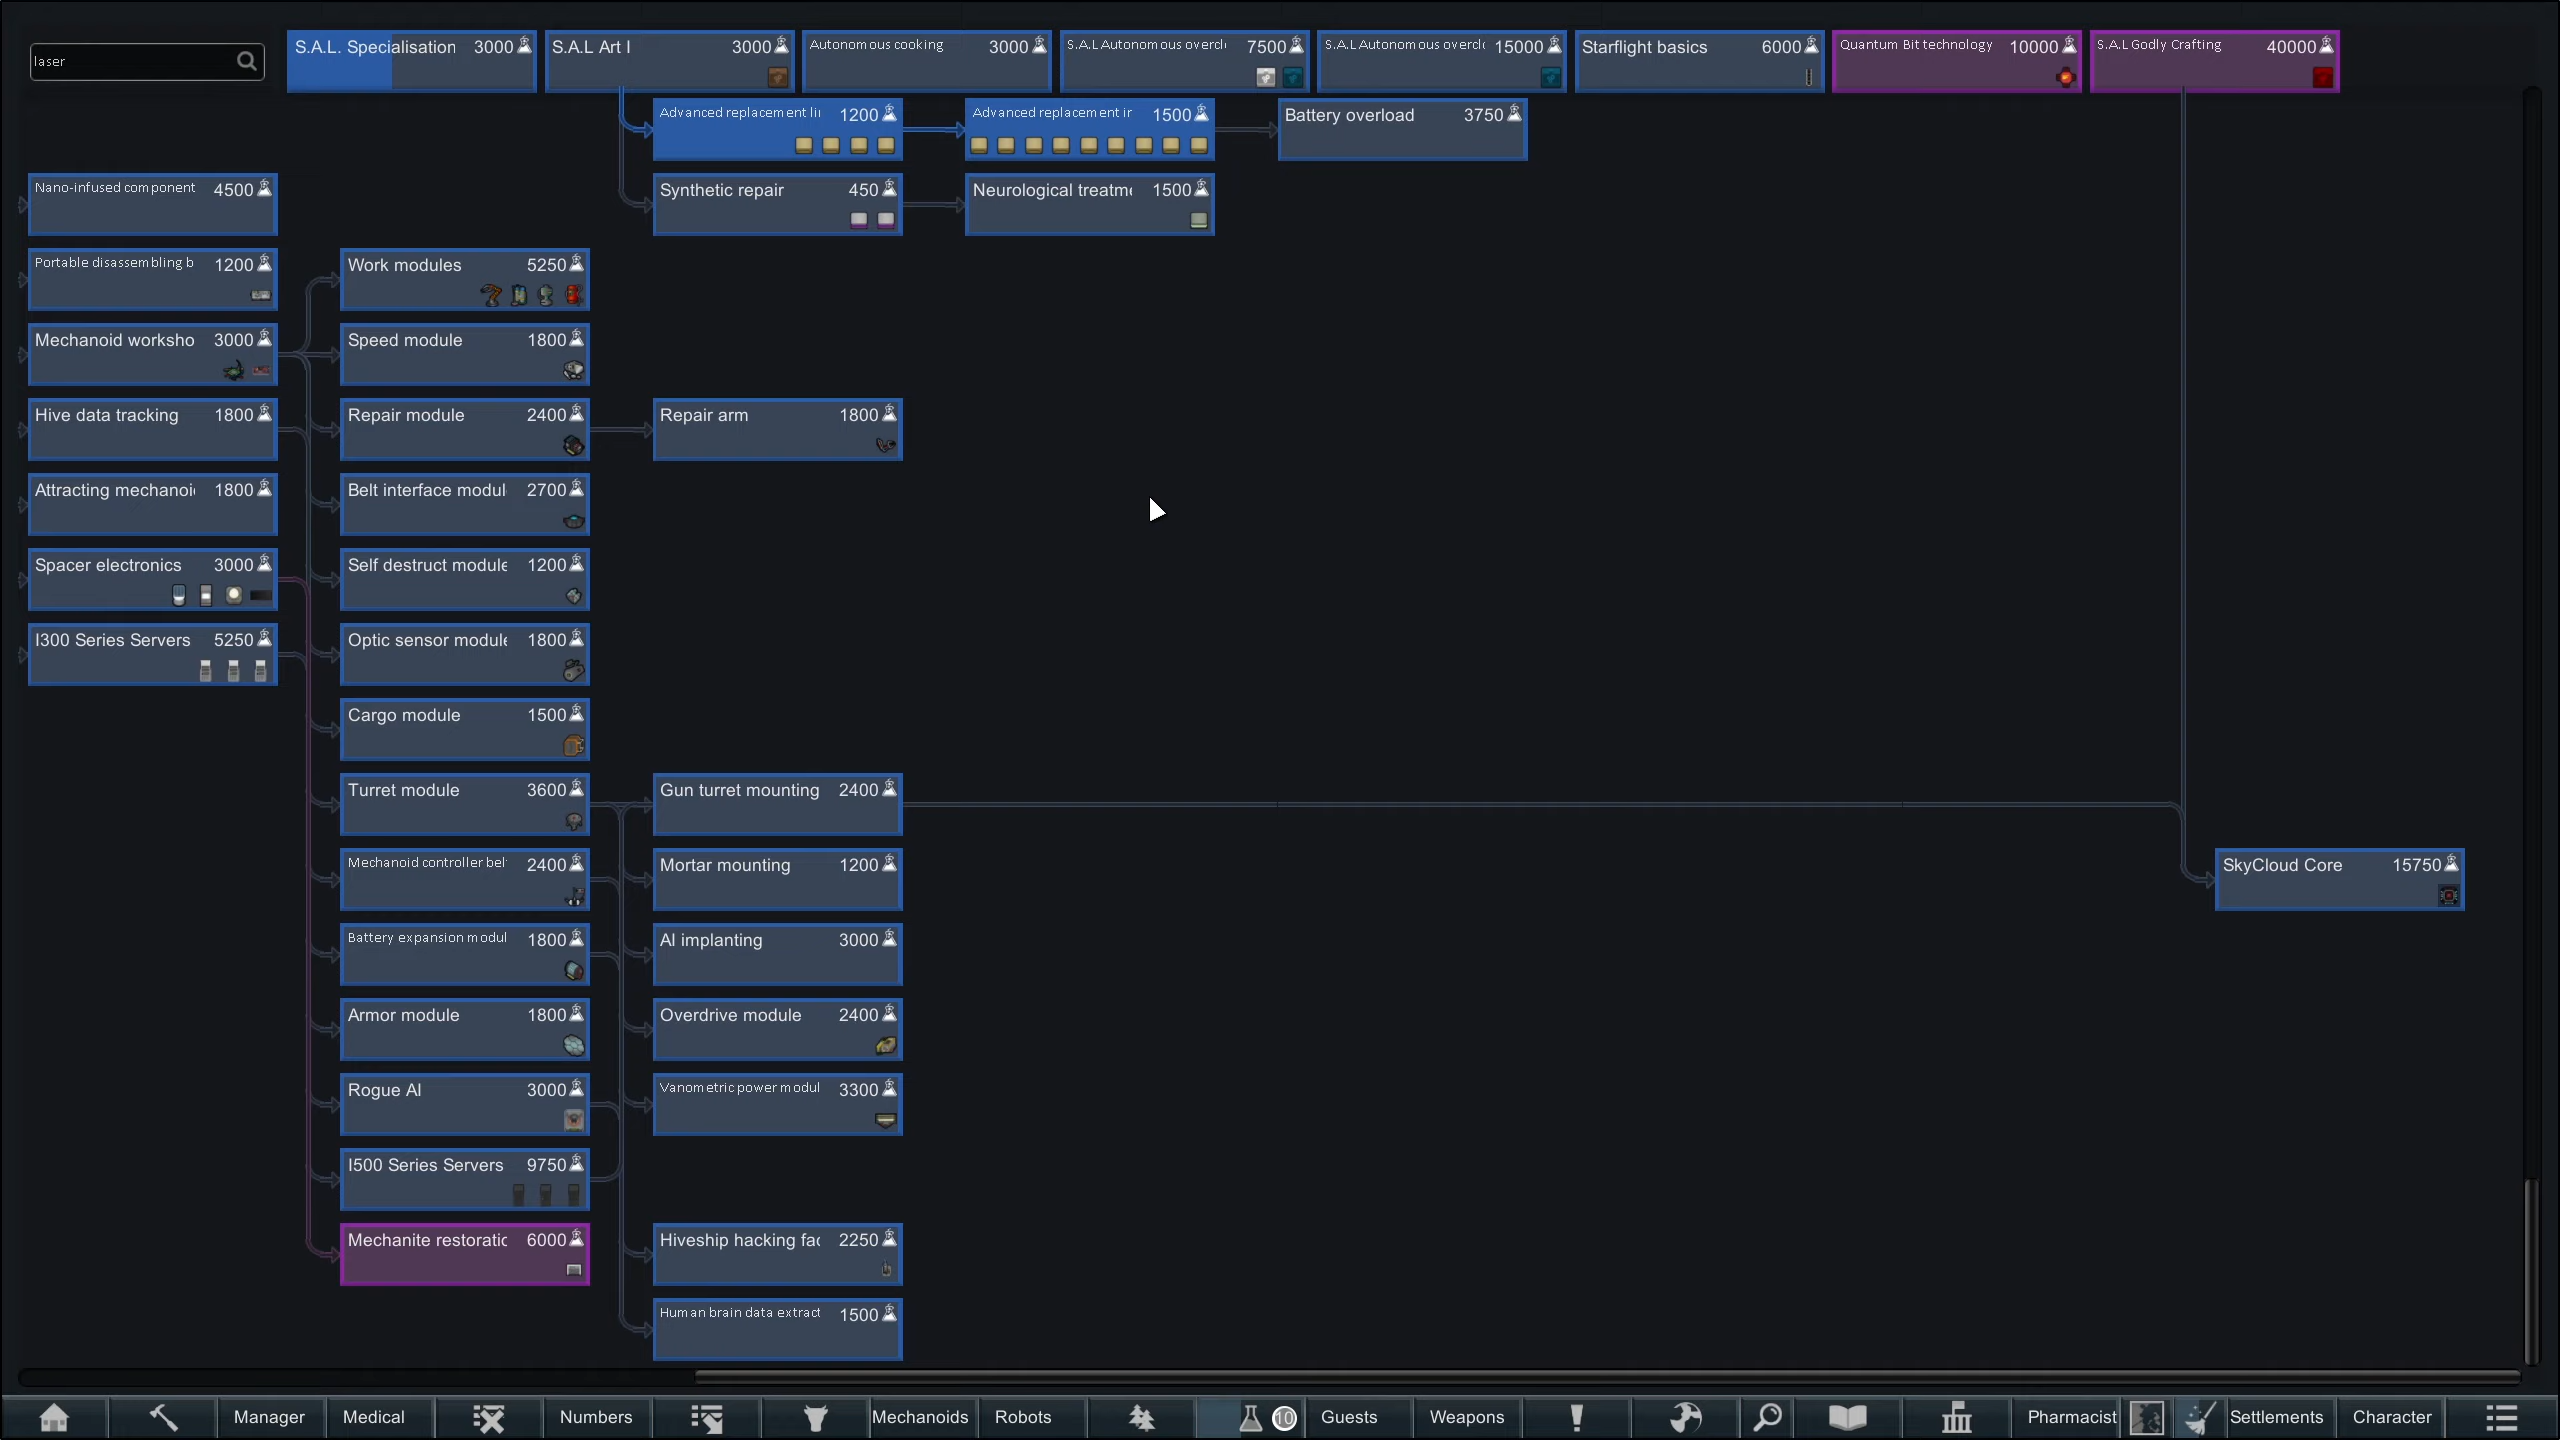 laser
S.A.L. Specialisation 3000
S.A.L Art I 3000
Autonomous cooking 3000
S.A.L Autonomous overcl 7500
S.A.L Autonomous overcl 15000
Starflight basics 6000
Quantum Bit technology 10000
S.A.L Godly Crafting 40000
Advanced replacement li 1200
Advanced replacement ir 1500
Battery overload 3750
Nano-infused component 4500
Synthetic repair 450
Neurological treatm 1500
Portable disassembling b 1200
Work modules 5250
Mechanoid worksho 3000
Speed module 1800
Hive data tracking 1800
Repair module 2400
Repair arm 1800
Attracting mechanoi 1800
Belt interface modul 2700
Spacer electronics 3000
Self destruct module 1200
I300 Series Servers 5250
Optic sensor module 1800
Cargo module 1500
Turret module 3600
Gun turret mounting 2400
Mechanoid controller bel 2400
Mortar mounting 1200
SkyCloud Core 15750
Battery expansion modul 1800
AI implanting 3000
Armor module 1800
Overdrive module 2400
Rogue AI 3000
Vanometric power modul 3300
I500 Series Servers 9750
Mechanite restoratic 6000
Hiveship hacking fac 2250
Human brain data extract 1500
Manager
Medical
Numbers
Mechanoids
Robots
10
Guests
Weapons
Pharmacist
Settlements
Character